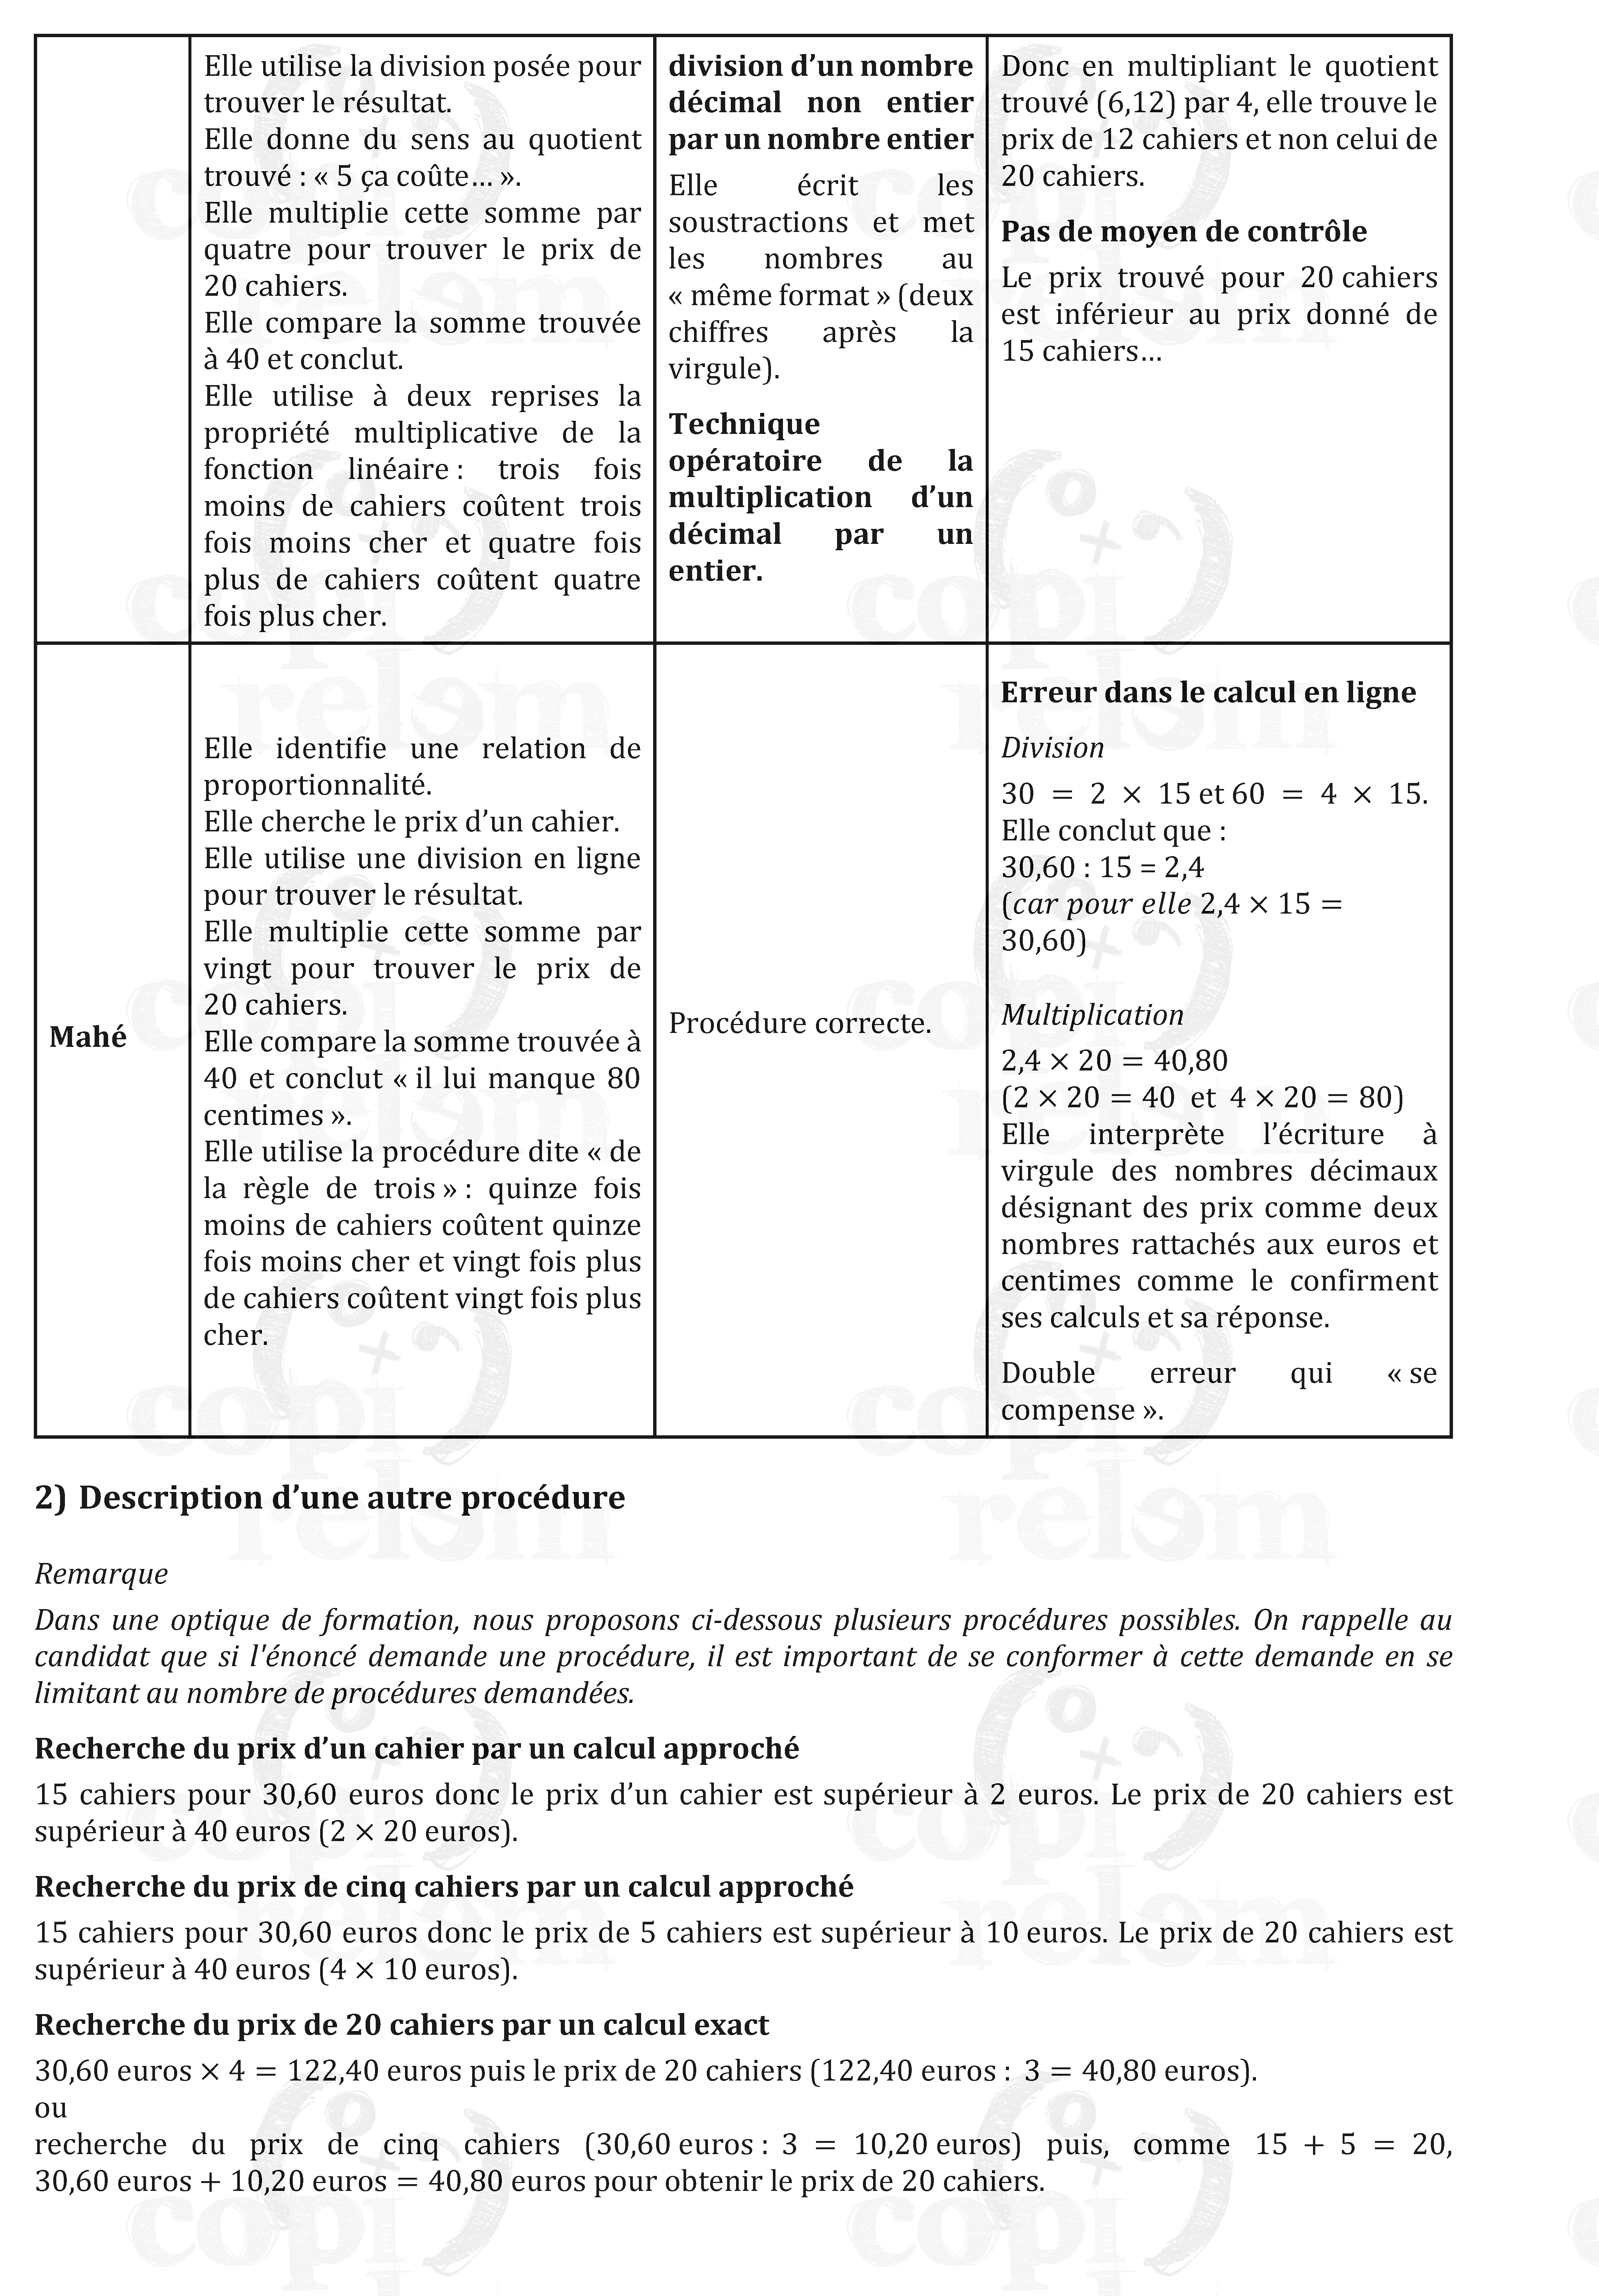 Elle utilise la division posée pour
trouver le résultat.
Elle donne du sens au quotient
trouvé : « 5 ça coûte… ».
Elle multiplie cette somme par
quatre pour trouver le prix de
20 cahiers.
Elle compare la somme trouvée
à 40 et conclut.
Elle utilise à deux reprises la
propriété multiplicative de la
fonction linéaire : trois fois
moins de cahiers coûtent trois
fois moins cher et quatre fois
plus de cahiers coûtent quatre
fois plus cher.
division d’un nombre
décimal non entier
par un nombre entier
Elle écrit les
soustractions et met
les nombres au
« même format » (deux
chiffres après la
virgule).
Technique
opératoire de la
multiplication d’un
décimal par un
entier.
Donc en multipliant le quotient
trouvé (6,12) par 4, elle trouve le
prix de 12 cahiers et non celui de
20 cahiers.
Pas de moyen de contrôle
Le prix trouvé pour 20 cahiers
est inférieur au prix donné de
15 cahiers…
Mahé
Elle identifie une relation de
proportionnalité.
Elle cherche le prix d’un cahier.
Elle utilise une division en ligne
pour trouver le résultat.
Elle multiplie cette somme par
vingt pour trouver le prix de
20 cahiers.
Elle compare la somme trouvée à
40 et conclut « il lui manque 80
centimes ».
Elle utilise la procédure dite « de
la règle de trois » : quinze fois
moins de cahiers coûtent quinze
fois moins cher et vingt fois plus
de cahiers coûtent vingt fois plus
cher.
Procédure correcte.
Erreur dans le calcul en ligne
Division
30 = 2 × 15 et 60 = 4 × 15.
Elle conclut que :
30,60 : 15 = 2,4
(car pour elle 2,4 × 15 =
30,60)
Multiplication
2,4 × 20 = 40,80
(2 × 20 = 40 et 4 × 20 = 80)
Elle interprète l’écriture à
virgule des nombres décimaux
désignant des prix comme deux
nombres rattachés aux euros et
centimes comme le confirment
ses calculs et sa réponse.
Double erreur qui « se
compense ».
2) Description d’une autre procédure
Remarque
Dans une optique de formation, nous proposons ci-dessous plusieurs procédures possibles. On rappelle au
candidat que si l'énoncé demande une procédure, il est important de se conformer à cette demande en se
limitant au nombre de procédures demandées.
Recherche du prix d’un cahier par un calcul approché
15 cahiers pour 30,60 euros donc le prix d’un cahier est supérieur à 2 euros. Le prix de 20 cahiers est
supérieur à 40 euros (2 × 20 euros).
Recherche du prix de cinq cahiers par un calcul approché
15 cahiers pour 30,60 euros donc le prix de 5 cahiers est supérieur à 10 euros. Le prix de 20 cahiers est
supérieur à 40 euros (4 × 10 euros).
Recherche du prix de 20 cahiers par un calcul exact
30,60 euros × 4 = 122,40 euros puis le prix de 20 cahiers (122,40 euros : 3 = 40,80 euros).
ou
recherche du prix de cinq cahiers (30,60 euros : 3 = 10,20 euros) puis, comme 15 + 5 = 20,
30,60 euros + 10,20 euros = 40,80 euros pour obtenir le prix de 20 cahiers.